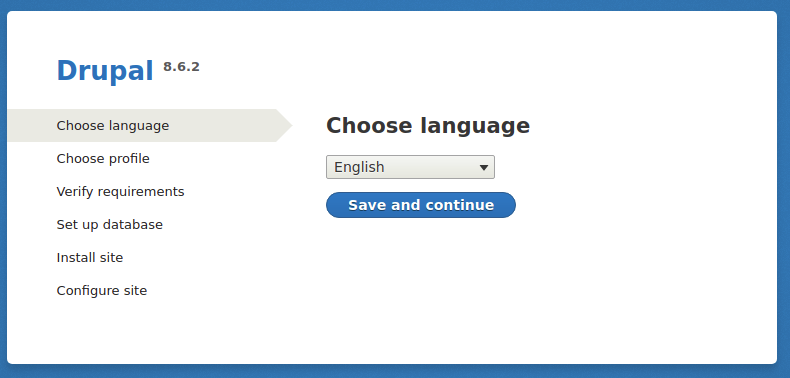 Drupal 8.6.2
Choose language
Choose profile
Verify requirements
Set up database
Install site
Configure site
Choose language
English
Save and continue